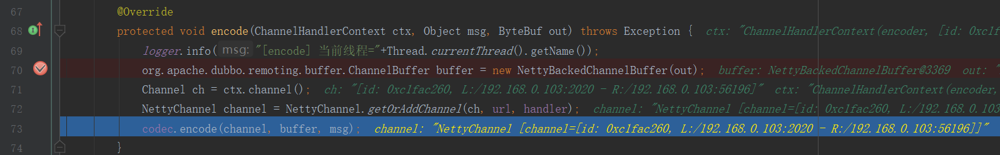 67 @Override
68 protected void encode(ChannelHandlerContext ctx, Object msg, ByteBuf out) throws Exception { ctx: "ChannelHandlerContext(encoder, [id: 0xc1f
69 logger.info( msg: "[encode] 当前线程="+Thread.currentThread().getName());
70 org.apache.dubbo.remoting.buffer.ChannelBuffer buffer = new NettyBackedChannelBuffer(out); buffer: NettyBackedChannelBuffer@3369 out: "
71 Channel ch = ctx.channel(); ch: "[id: 0xc1fac260, L:/192.168.0.103:2020 - R:/192.168.0.103:56196]" ctx: "ChannelHandlerContext(encoder,
72 NettyChannel channel = NettyChannel.getOrAddChannel(ch, url, handler); channel: "NettyChannel [channel=[id: 0xc1fac260, L:/192.168.0.103
73 codec.encode(channel, buffer, msg); channel: "NettyChannel [channel=[id: 0xc1fac260, L:/192.168.0.103:2020 - R:/192.168.0.103:56196]]"
74 }